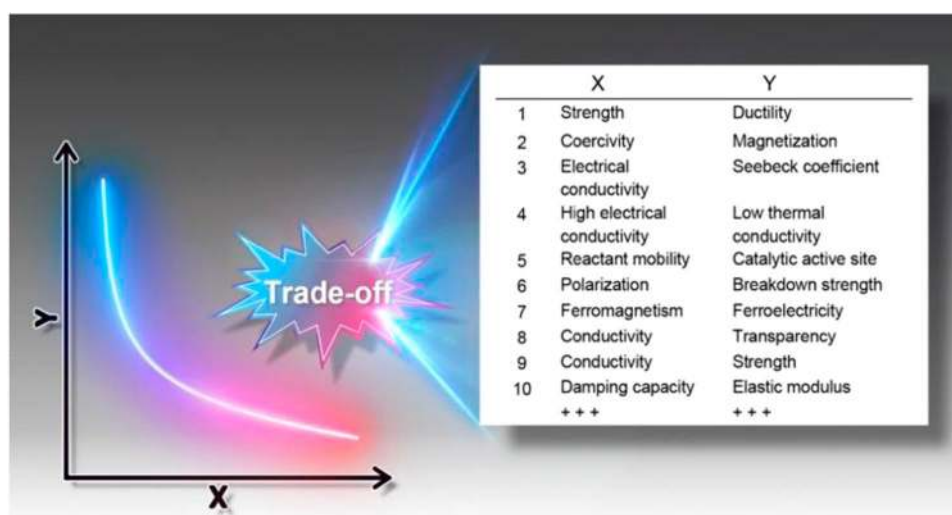 X Y
1 Strength Ductility
2 Coercivity Magnetization
3 Electrical Seebeck coefficient
conductivity
4 High electrical Low thermal
conductivity conductivity
5 Reactant mobility Catalytic active site
6 Polarization Breakdown strength
7 Ferromagnetism Ferroelectricity
8 Conductivity Transparency
9 Conductivity Strength
10 Damping capacity Elastic modulus
+ + + + + +
Trade-off
Y
X